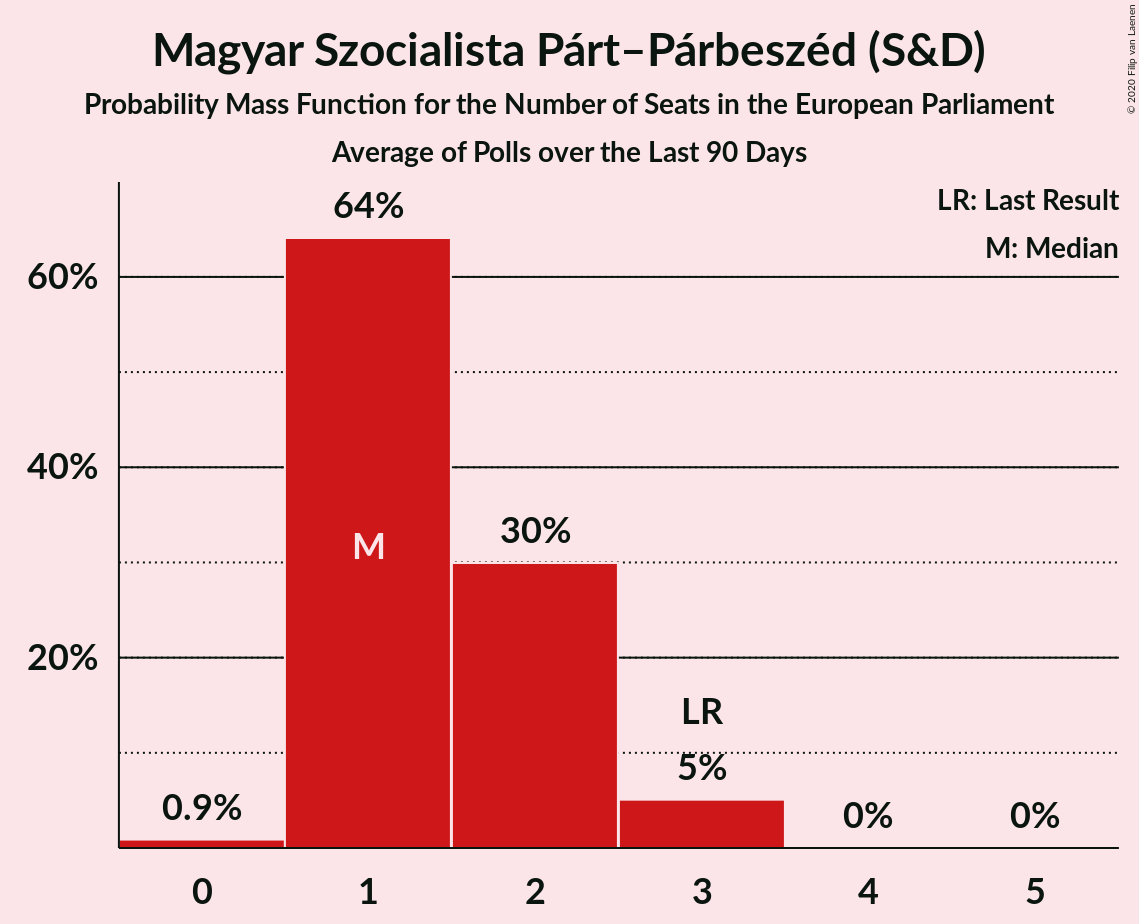 Magyar Szocialista Párt–Párbeszéd (S&D)
Probability Mass Function for the Number of Seats in the European Parliament
Average of Polls over the Last 90 Days
© 2020 Filip van Laenen
LR: Last Result
M: Median
64%
60%
40%
M
30%
20%
LR
5%
0.9%
0%
0%
0
1
2
3
4
5